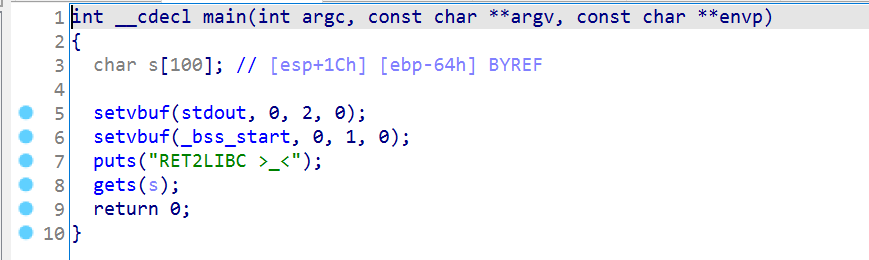 1 int __cdecl main(int argc, const char **argv, const char **envp)
2 {
3 char s[100]; // [esp+1Ch] [ebp-64h] BYREF
4
5 setvbuf(stdout, 0, 2, 0);
6 setvbuf(_bss_start, 0, 1, 0);
7 puts("RET2LIBC >_<");
8 gets(s);
9 return 0;
10 }